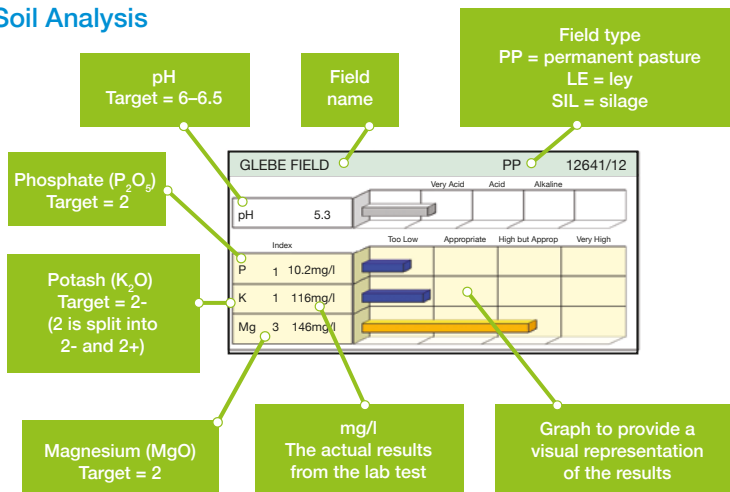 Soil Analysis
Field type
PP = permanent pasture
LE = ley
SIL = silage
pH
Target = 6–6.5
Field
name
Phosphate (P₂O₅)
Target = 2
Potash (K₂O)
Target = 2-
(2 is split into
2- and 2+)
Magnesium (MgO)
Target = 2
GLEBE FIELD PP 12641/12
Very Acid Acid Alkaline
pH 5.3
Index Too Low Appropriate High but Approp Very High
P 1 10.2mg/l
K 1 116mg/l
Mg 3 146mg/l
mg/l
The actual results
from the lab test
Graph to provide a
visual representation
of the results